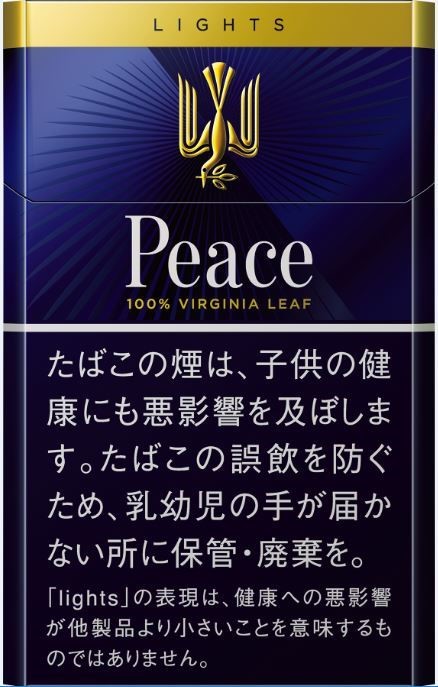 LIGHTS
Peace
100% VIRGINIA LEAF
たばこの煙は、子供の健
康にも悪影響を及ぼしま
す。たばこの誤飲を防ぐ
ため、乳幼児の手が届か
ない所に保管・廃棄を。
「lights」の表現は、健康への悪影響
が他製品より小さいことを意味するも
のではありません。